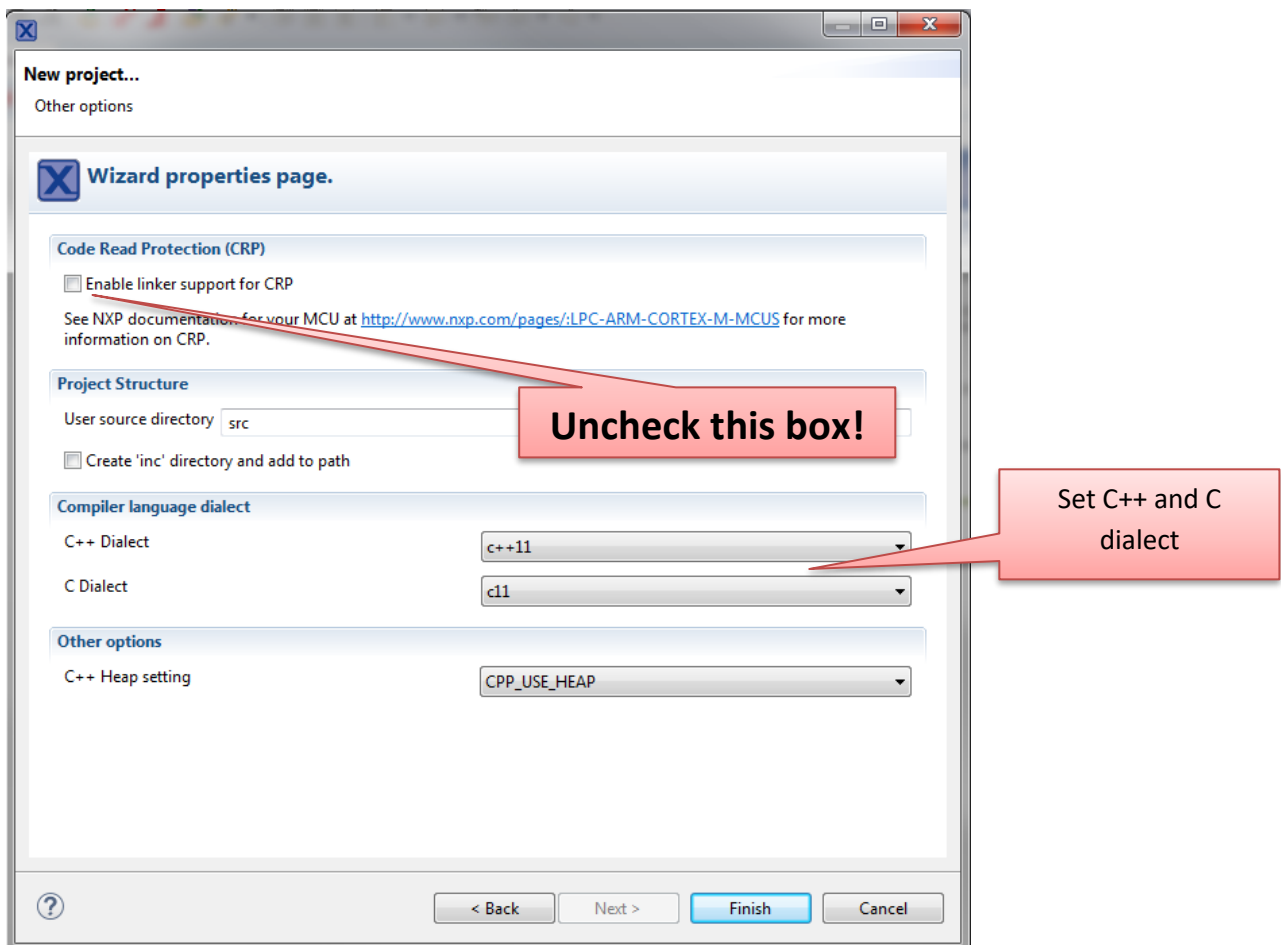 New project...
Other options
Wizard properties page.
Code Read Protection (CRP)
Enable linker support for CRP
See NXP documentation for your MCU at http://www.nxp.com/pages/:LPC-ARM-CORTEX-M-MCUS for more
information on CRP.
Project Structure
User source directory src
Uncheck this box!
Create 'inc' directory and add to path
Compiler language dialect
Set C++ and C
dialect
C++ Dialect c++11
C Dialect c11
Other options
C++ Heap setting CPP_USE_HEAP
< Back Next > Finish Cancel